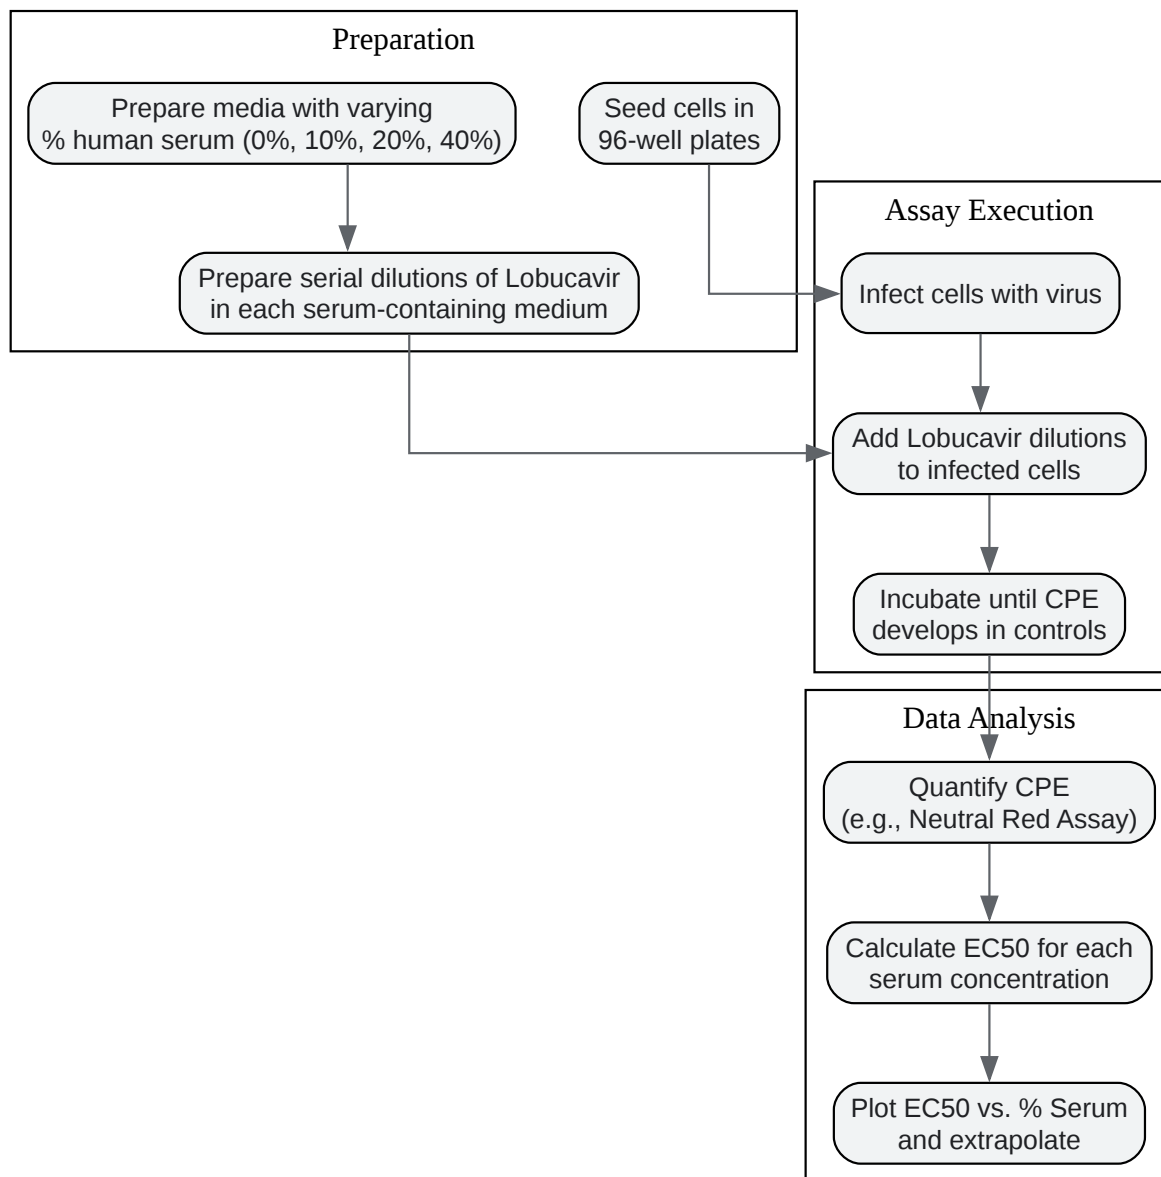 Preparation
Prepare media with varying
% human serum (0%, 10%, 20%, 40%)
Seed cells in
96-well plates
Prepare serial dilutions of Lobucavir
in each serum-containing medium
Assay Execution
Infect cells with virus
Add Lobucavir dilutions
to infected cells
Incubate until CPE
develops in controls
Data Analysis
Quantify CPE
(e.g., Neutral Red Assay)
Calculate EC50 for each
serum concentration
Plot EC50 vs. % Serum
and extrapolate